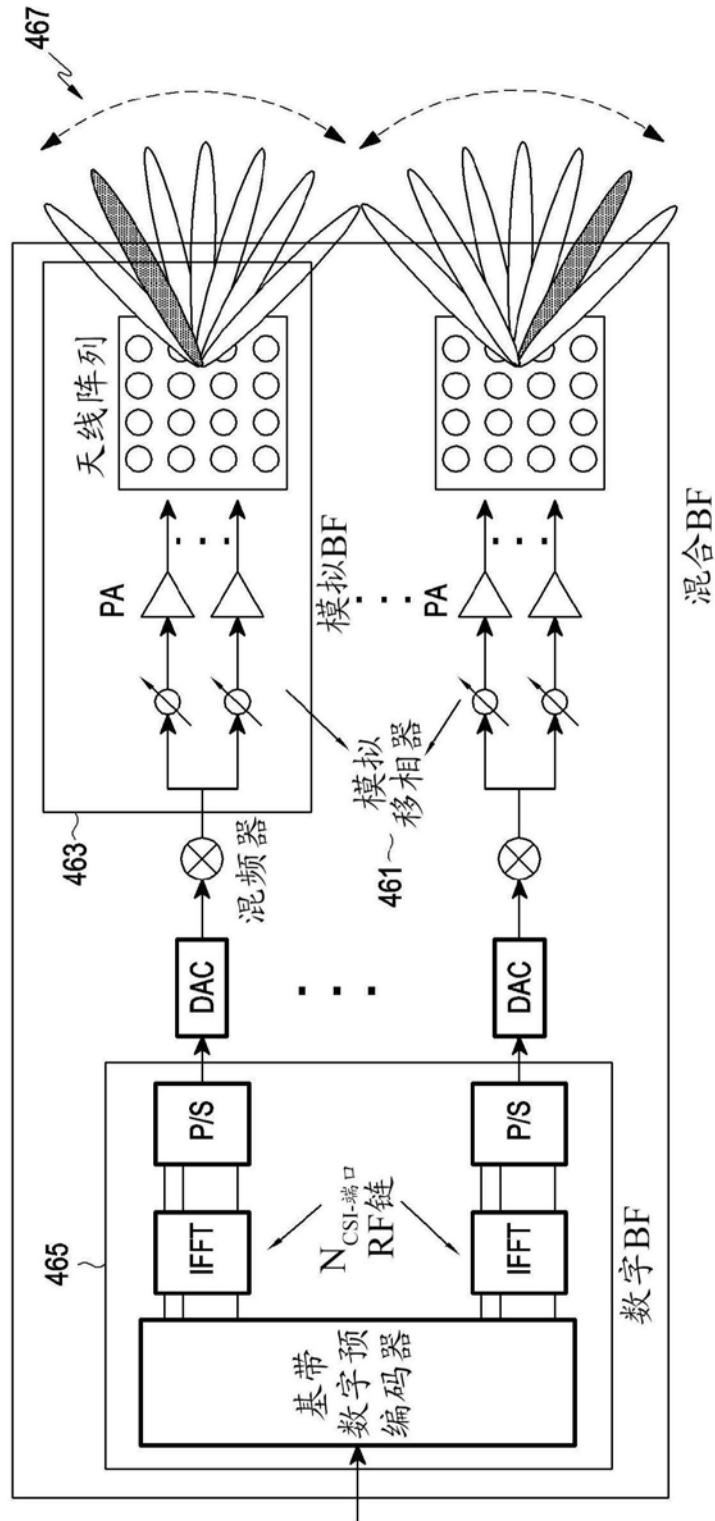 465
基带
数字预
编码器
IFFT
P/S
IFFT
P/S
N_CSI-端口
RF链
数字BF
DAC
DAC
混频器
463
461
模拟
移相器
PA
PA
模拟BF
天线阵列
467
混合BF